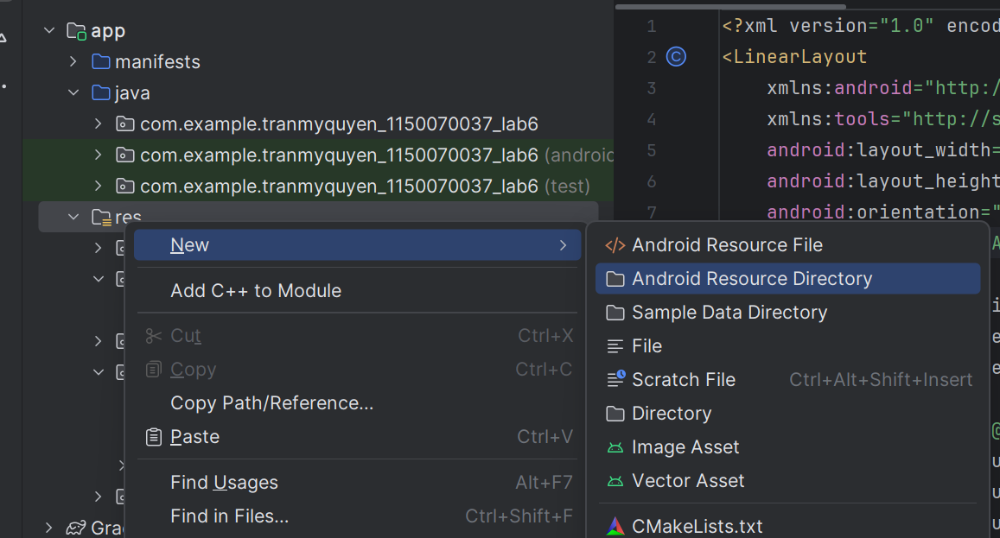 app
manifests
java
com.example.tranmyquyen_1150070037_lab6
com.example.tranmyquyen_1150070037_lab6 (androi
com.example.tranmyquyen_1150070037_lab6 (test)
res
Gra
New
Add C++ to Module
Cut Ctrl+X
Copy Ctrl+C
Copy Path/Reference...
Paste Ctrl+V
Find Usages Alt+F7
Find in Files... Ctrl+Shift+F
Android Resource File
Android Resource Directory
Sample Data Directory
File
Scratch File Ctrl+Alt+Shift+Insert
Directory
Image Asset
Vector Asset
CMakeLists.txt
1 <?xml version="1.0" encod
2 C <LinearLayout
3 xmlns:android="http:/
4 xmlns:tools="http://s
5 android:layout_width=
6 android:layout_height
7 android:orientation="